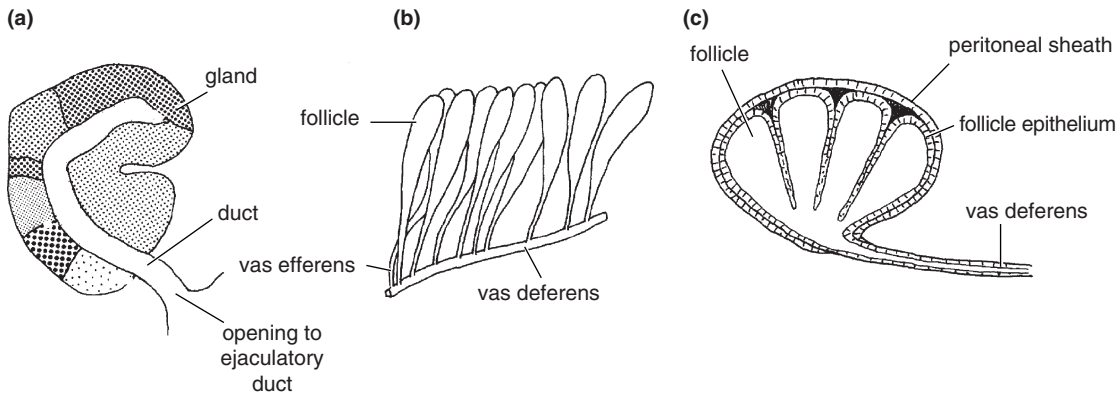 (a)
gland
duct
opening to
ejaculatory
duct
(b)
follicle
vas efferens
vas deferens
(c)
follicle
peritoneal sheath
follicle epithelium
vas deferens